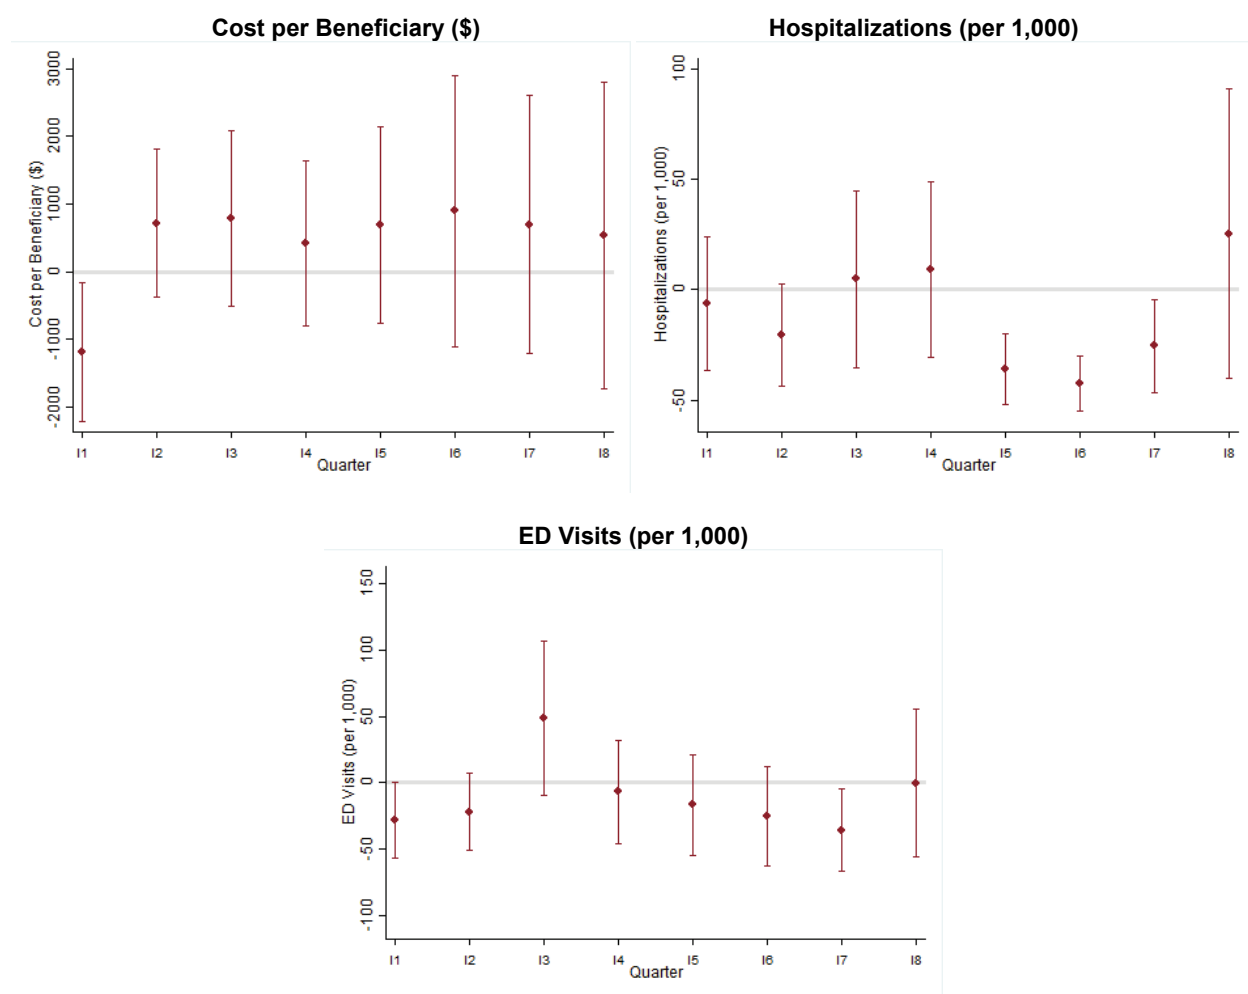 Cost per Beneficiary ($)
Hospitalizations (per 1,000)
Cost per Beneficiary ($)
3000
2000
1000
0
-1000
-2000
I1 I2 I3 I4 I5 I6 I7 I8
Quarter
Hospitalizations (per 1,000)
100
50
0
-50
I1 I2 I3 I4 I5 I6 I7 I8
Quarter
ED Visits (per 1,000)
ED Visits (per 1,000)
150
100
50
0
-50
-100
I1 I2 I3 I4 I5 I6 I7 I8
Quarter